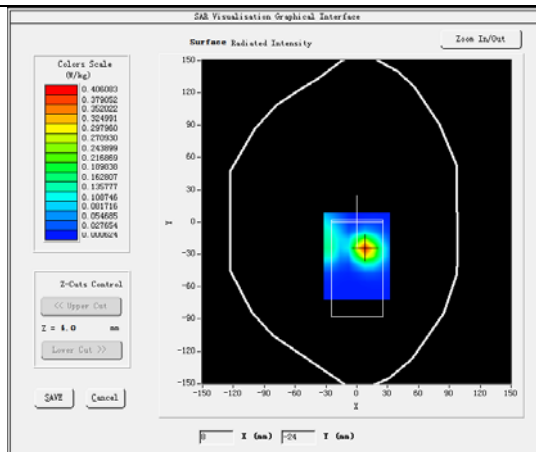 SAR Visualisation Graphical Interface
Surface Radiated Intensity
Zoom In/Out
Colors Scale
(W/kg)
0.406083
0.379052
0.352022
0.324991
0.297960
0.270930
0.243899
0.216869
0.189838
0.162807
0.135777
0.108746
0.081716
0.054685
0.027654
0.000624
150
120
90
60
30
0
-30
-60
-90
-120
-150
Y
-150 -120 -90 -60 -30 0 30 60 90 120 150
X
Z-Cuts Control
<< Upper Cut
Z = 4.0 mm
Lower Cut >>
SAVE Cancel
8 X (mm) -24 Y (mm)